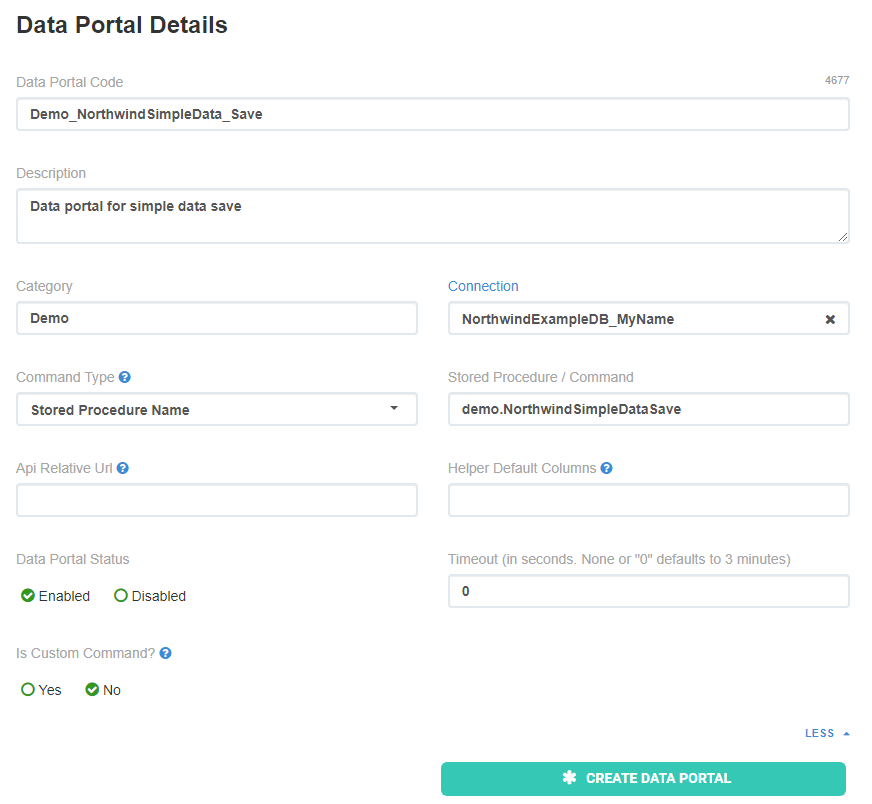 Data Portal Details
Data Portal Code
4677
Demo_NorthwindSimpleData_Save
Description
Data portal for simple data save
Category
Connection
Demo
NorthwindExampleDB_MyName
Command Type
Stored Procedure / Command
Stored Procedure Name
demo.NorthwindSimpleDataSave
Api Relative Url
Helper Default Columns
Data Portal Status
Timeout (in seconds. None or "0" defaults to 3 minutes)
Enabled Disabled
0
Is Custom Command?
Yes No
LESS
CREATE DATA PORTAL